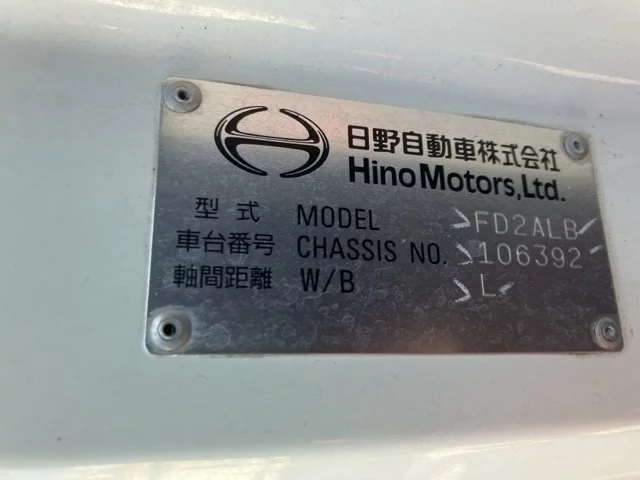 日野自動車株式会社
Hino Motors, Ltd.
型式 MODEL >FD2ALB<
車台番号 CHASSIS NO. >106392<
軸間距離 W/B >L<